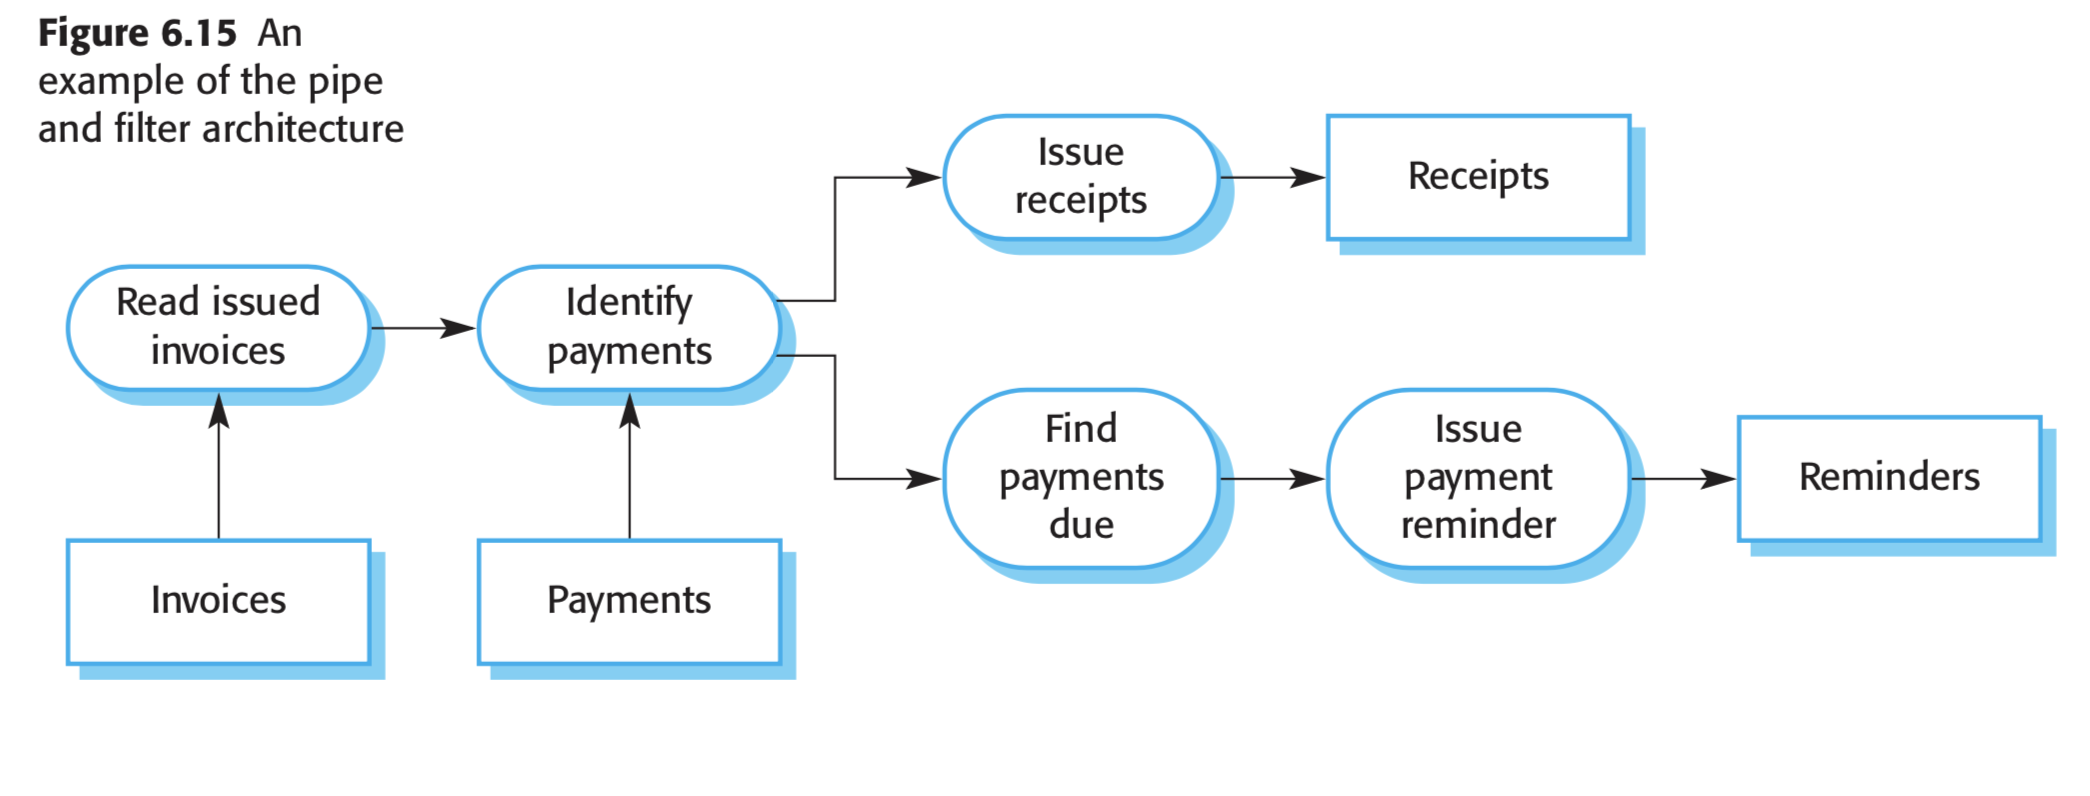 Figure 6.15 An
example of the pipe
and filter architecture
Issue
receipts
Receipts
Read issued
invoices
Identify
payments
Find
payments
due
Issue
payment
reminder
Reminders
Invoices
Payments